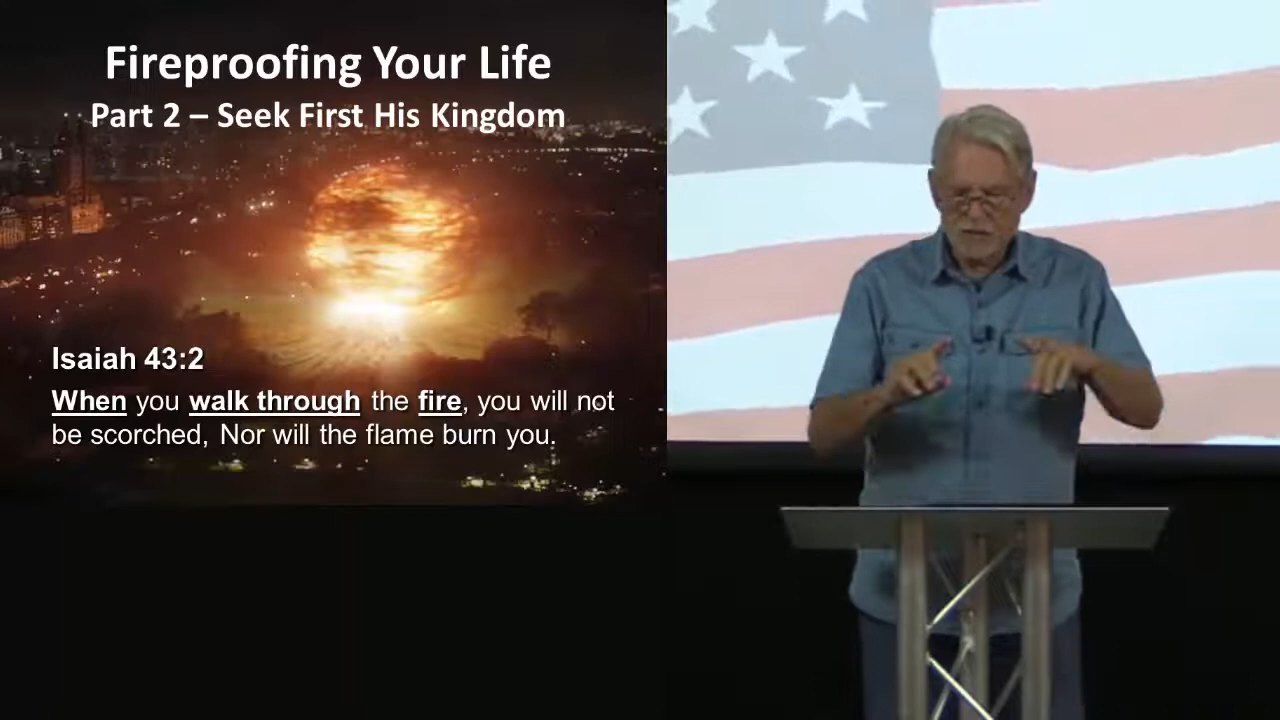 Fireproofing Your Life
Part 2 – Seek First His Kingdom
Isaiah 43:2
When you walk through the fire, you will not
be scorched, Nor will the flame burn you.